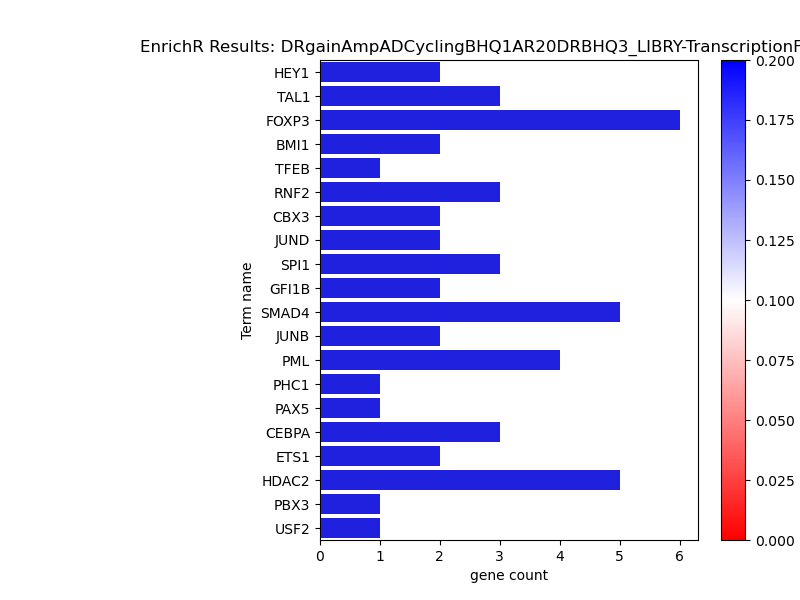 EnrichR Results: DRgainAmpADCyclingBHQ1AR20DRBHQ3_LIBRY-TranscriptionF
HEY1
TAL1
FOXP3
BMI1
TFEB
RNF2
CBX3
JUND
SPI1
GFI1B
SMAD4
JUNB
PML
PHC1
PAX5
CEBPA
ETS1
HDAC2
PBX3
USF2
Term name
0 1 2 3 4 5 6
gene count
0.200
0.175
0.150
0.125
0.100
0.075
0.050
0.025
0.000